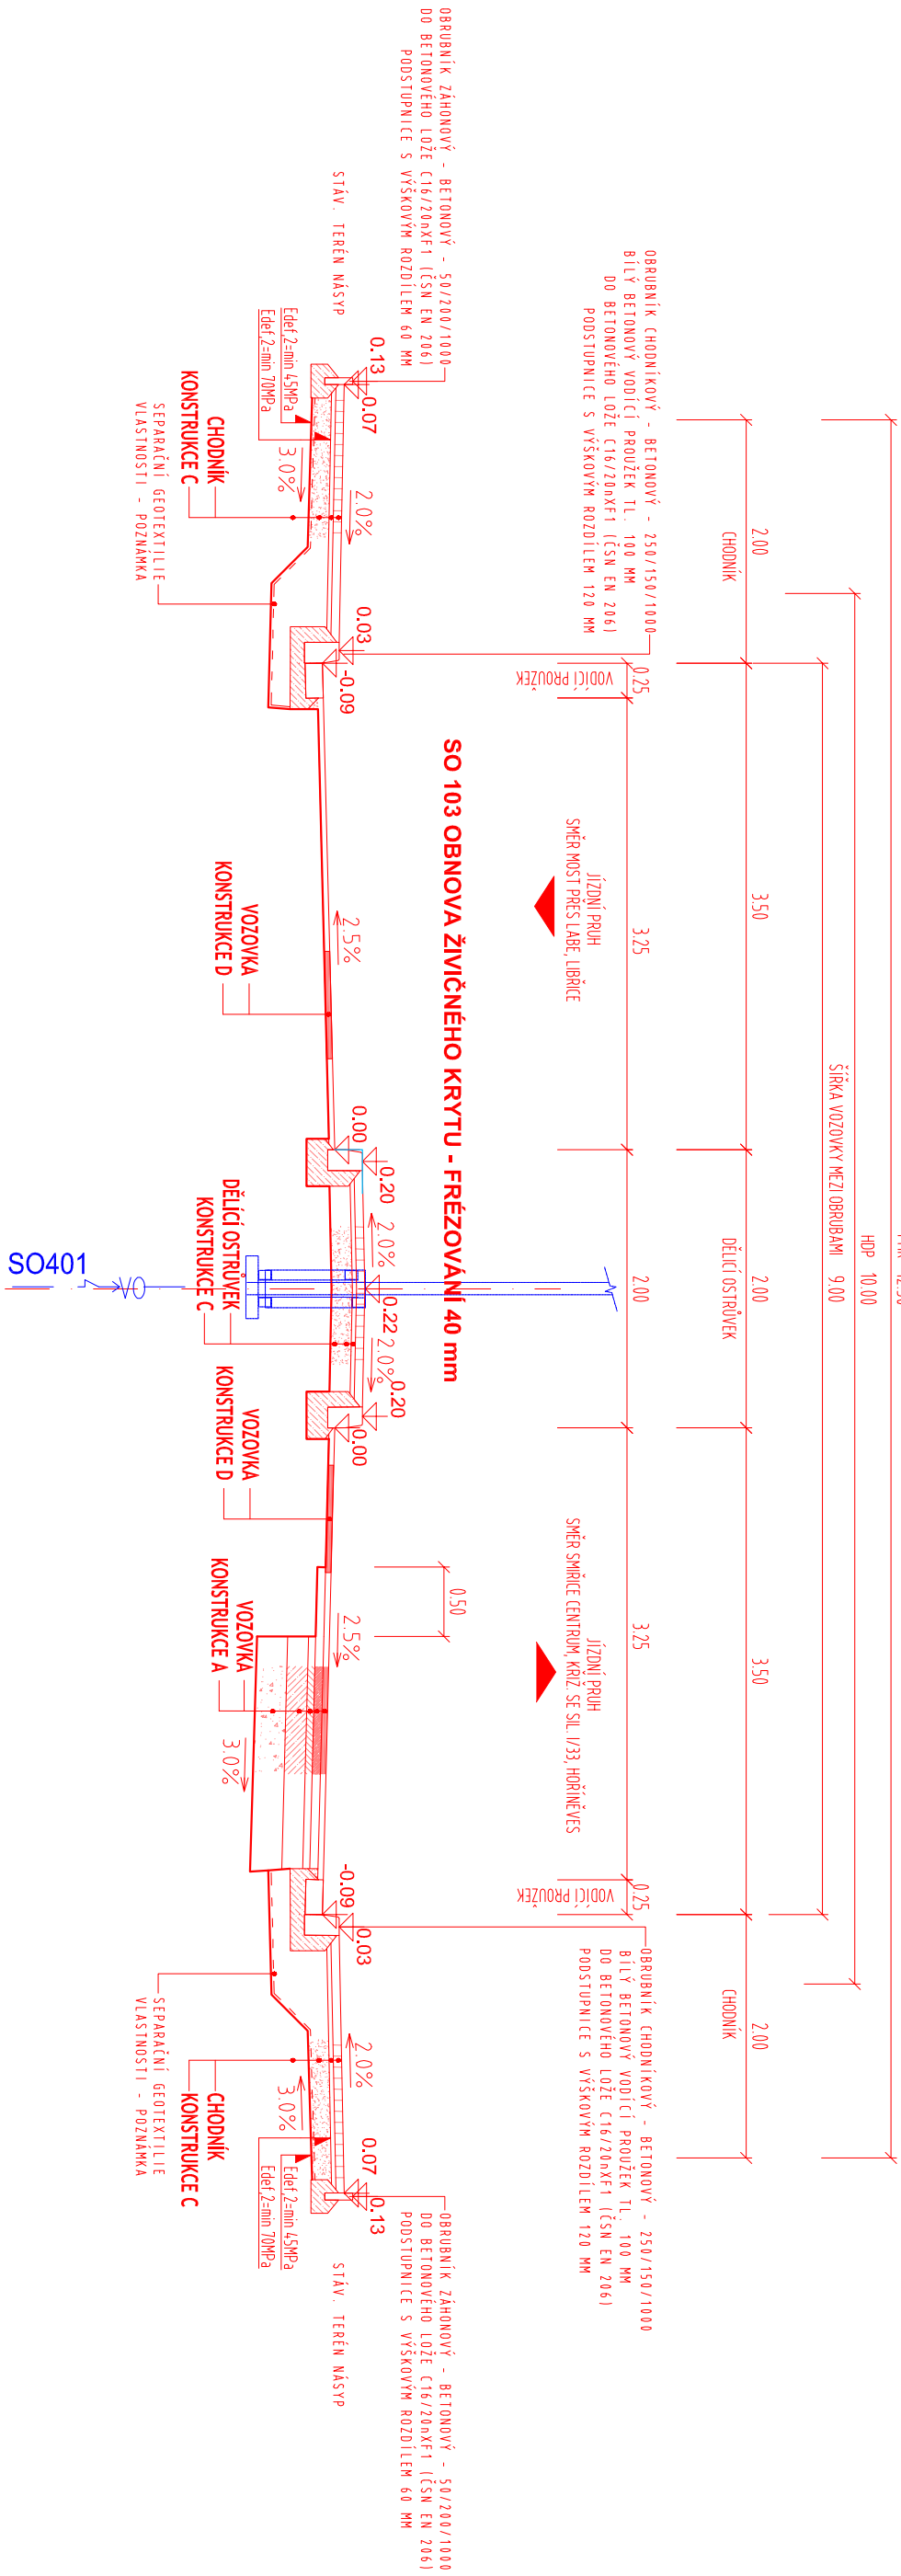 HDP 10.00
ŠÍŘKA VOZOVKY MEZI OBRUBAMI 9.00
2.00
3.50
2.00
3.50
2.00
CHODNÍK
DĚLÍCÍ OSTRŮVEK
CHODNÍK
0.25
3.25
2.00
3.25
0.25
VODÍCÍ PROUŽEK
VODÍCÍ PROUŽEK
JÍZDNÍ PRUH
SMĚR MOST PŘES LABE, LIBŘICE
JÍZDNÍ PRUH
SMĚR SMIŘICE CENTRUM, KŘIŽ. SE SIL. I/33, HOŘINĚVES
OBRUBNÍK CHODNÍKOVÝ - BETONOVÝ - 250/150/1000
BÍLÝ BETONOVÝ VODÍCÍ PROUŽEK TL. 100 MM
DO BETONOVÉHO LOŽE C16/20nXF1 (ČSN EN 206)
PODSTUPNICE S VÝŠKOVÝM ROZDÍLEM 120 MM
OBRUBNÍK CHODNÍKOVÝ - BETONOVÝ - 250/150/1000
BÍLÝ BETONOVÝ VODÍCÍ PROUŽEK TL. 100 MM
DO BETONOVÉHO LOŽE C16/20nXF1 (ČSN EN 206)
PODSTUPNICE S VÝŠKOVÝM ROZDÍLEM 120 MM
OBRUBNÍK ZÁHONOVÝ - BETONOVÝ - 50/200/1000
DO BETONOVÉHO LOŽE C16/20nXF1 (ČSN EN 206)
PODSTUPNICE S VÝŠKOVÝM ROZDÍLEM 60 MM
SO 103 OBNOVA ŽIVIČNÉHO KRYTU - FRÉZOVÁNÍ 40 mm
0.50
OBRUBNÍK ZÁHONOVÝ - BETONOVÝ - 50/200/1000
DO BETONOVÉHO LOŽE C16/20nXF1 (ČSN EN 206)
PODSTUPNICE S VÝŠKOVÝM ROZDÍLEM 60 MM
STÁV. TERÉN NÁSYP
0.13
0.07
2.0%
0.03
-0.09
2.5%
0.00
0.20
2.0%
0.22
2.0%
0.20
0.00
2.5%
-0.09
0.03
2.0%
0.07
0.13
STÁV. TERÉN NÁSYP
Edef,2=min 45MPa
Edef,2=min 70MPa
3.0%
3.0%
3.0%
Edef,2=min 45MPa
Edef,2=min 70MPa
CHODNÍK
KONSTRUKCE C
VOZOVKA
KONSTRUKCE D
DĚLÍCÍ OSTRŮVEK
KONSTRUKCE C
VOZOVKA
KONSTRUKCE D
VOZOVKA
KONSTRUKCE A
CHODNÍK
KONSTRUKCE C
SEPARAČNÍ GEOTEXTILIE
VLASTNOSTI - POZNÁMKA
SEPARAČNÍ GEOTEXTILIE
VLASTNOSTI - POZNÁMKA
VO
SO401